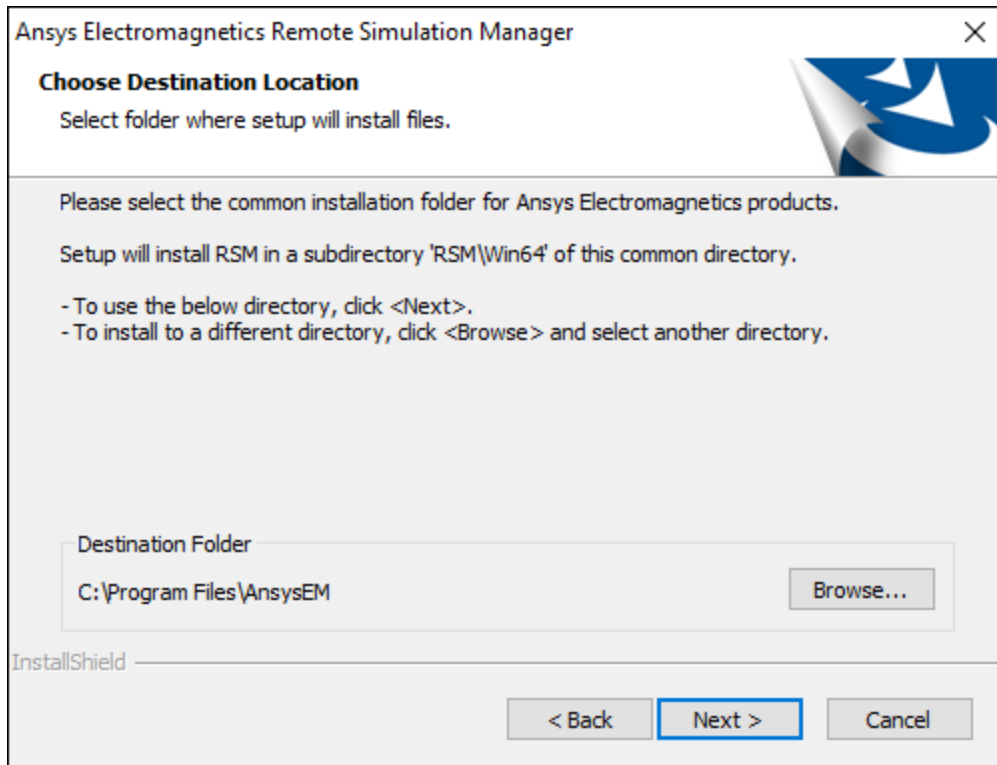 Ansys Electromagnetics Remote Simulation Manager
Choose Destination Location
Select folder where setup will install files.
Please select the common installation folder for Ansys Electromagnetics products.
Setup will install RSM in a subdirectory 'RSM\Win64' of this common directory.
- To use the below directory, click <Next>.
- To install to a different directory, click <Browse> and select another directory.
Destination Folder
C:\Program Files\AnsysEM
Browse...
InstallShield
< Back
Next >
Cancel